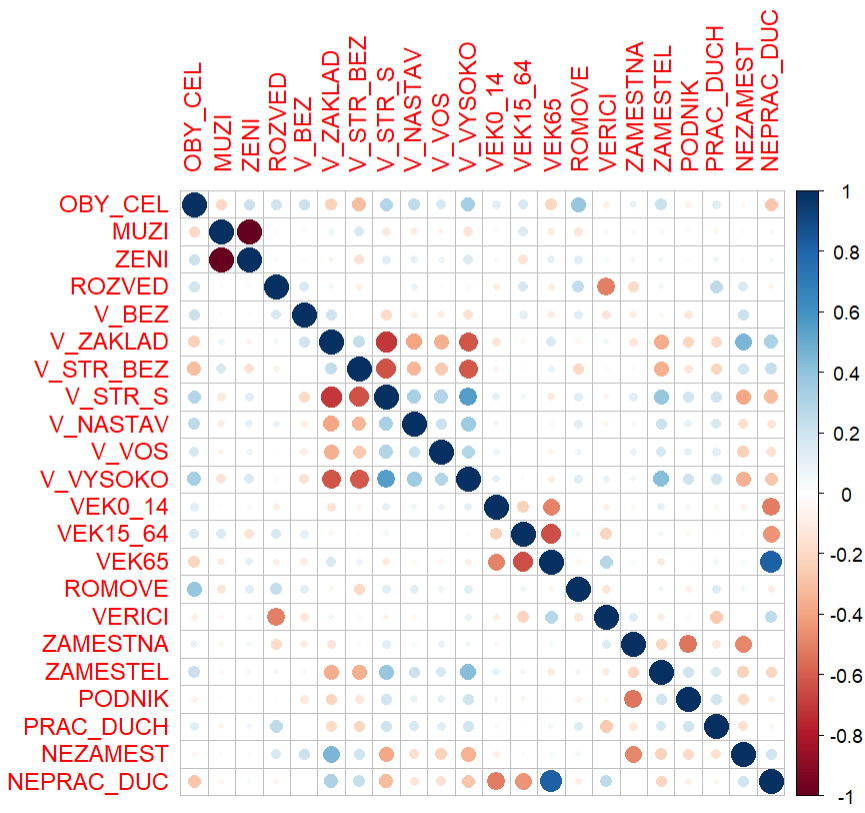 OBY_CEL
MUZI
ZENI
ROZVED
V_BEZ
V_ZAKLAD
V_STR_BEZ
V_STR_S
V_NASTAV
V_VOS
V_VYSOKO
VEK0_14
VEK15_64
VEK65
ROMOVE
VERICI
ZAMESTNA
ZAMESTEL
PODNIK
PRAC_DUCH
NEZAMEST
NEPRAC_DUC
OBY_CEL
MUZI
ZENI
ROZVED
V_BEZ
V_ZAKLAD
V_STR_BEZ
V_STR_S
V_NASTAV
V_VOS
V_VYSOKO
VEK0_14
VEK15_64
VEK65
ROMOVE
VERICI
ZAMESTNA
ZAMESTEL
PODNIK
PRAC_DUCH
NEZAMEST
NEPRAC_DUC
1
0.8
0.6
0.4
0.2
0
-0.2
-0.4
-0.6
-0.8
-1